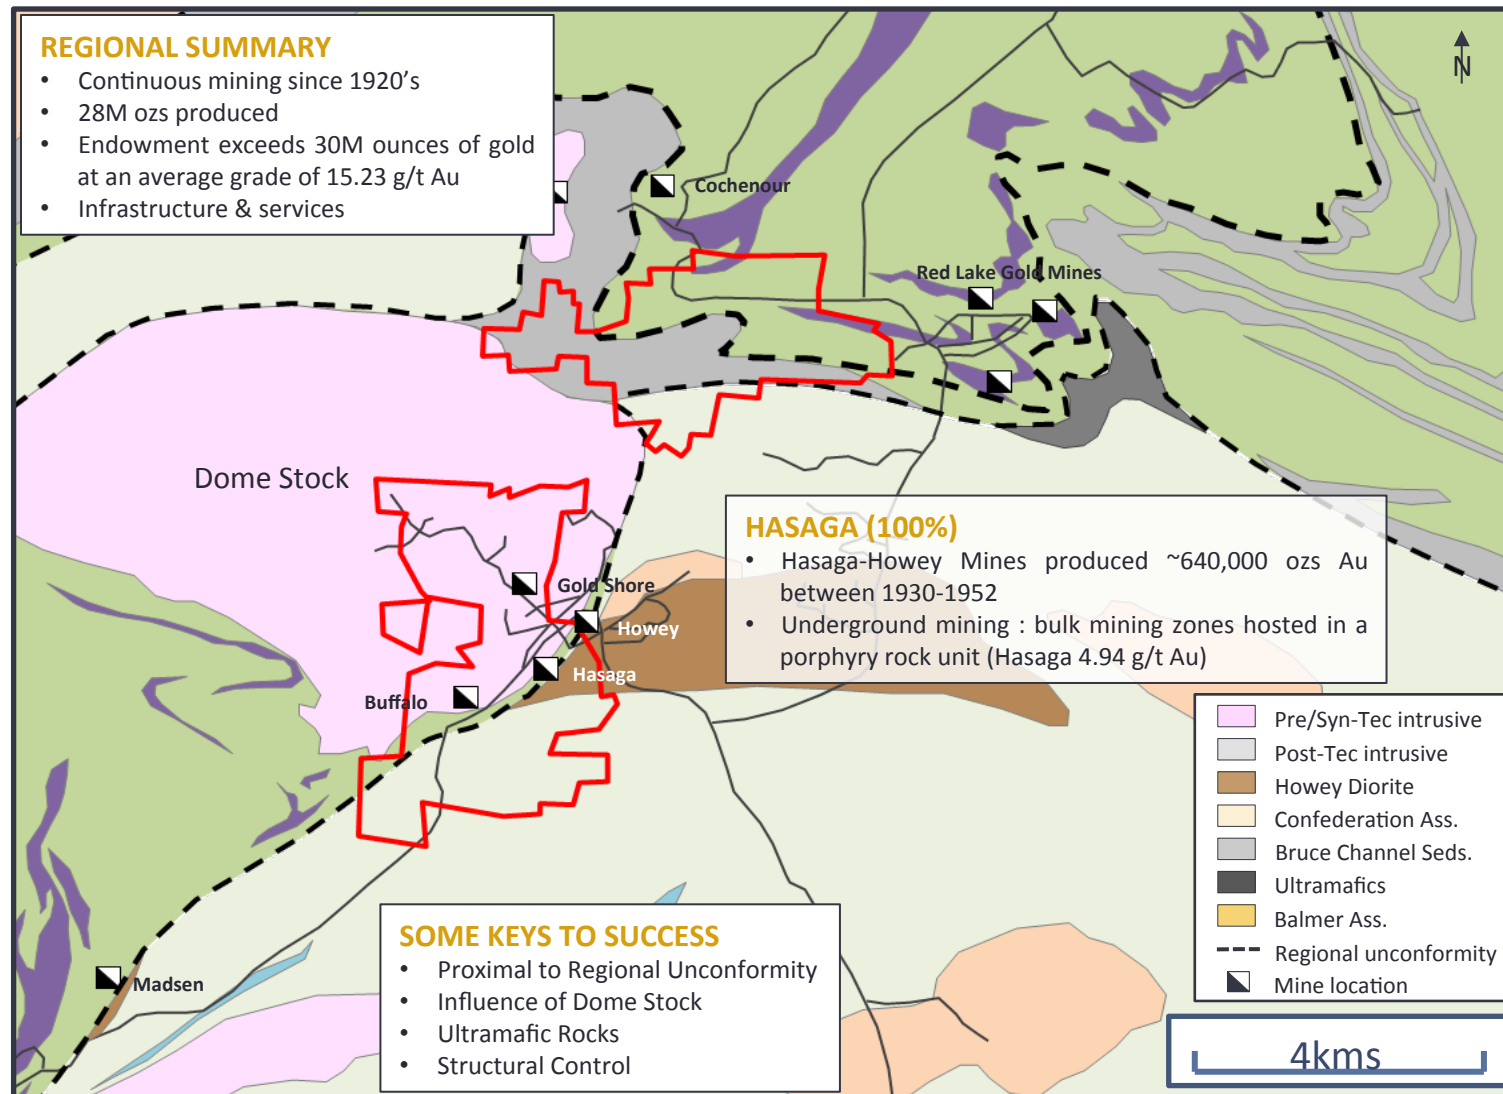 REGIONAL SUMMARY
• Continuous mining since 1920's
• 28M ozs produced
• Endowment exceeds 30M ounces of gold
at an average grade of 15.23 g/t Au
• Infrastructure & services
N
Cochenour
Red Lake Gold Mines
Dome Stock
HASAGA (100%)
• Hasaga-Howey Mines produced ~640,000 ozs Au
between 1930-1952
• Underground mining : bulk mining zones hosted in a
porphyry rock unit (Hasaga 4.94 g/t Au)
Gold Shore
Howey
Hasaga
Buffalo
Madsen
Pre/Syn-Tec intrusive
Post-Tec intrusive
Howey Diorite
Confederation Ass.
Bruce Channel Seds.
Ultramafics
Balmer Ass.
Regional unconformity
Mine location
SOME KEYS TO SUCCESS
• Proximal to Regional Unconformity
• Influence of Dome Stock
• Ultramafic Rocks
• Structural Control
4kms